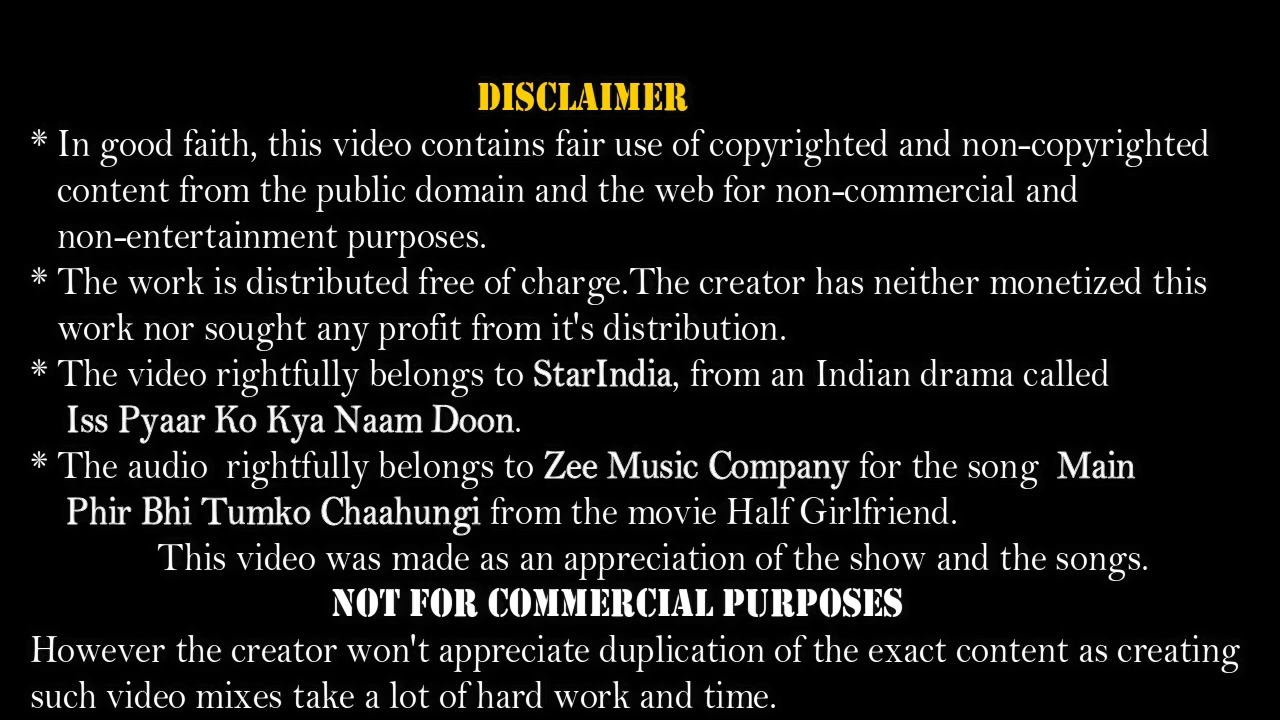 DISCLAIMER
* In good faith, this video contains fair use of copyrighted and non-copyrighted
content from the public domain and the web for non-commercial and
non-entertainment purposes.
* The work is distributed free of charge.The creator has neither monetized this
work nor sought any profit from it's distribution.
* The video rightfully belongs to StarIndia, from an Indian drama called
Iss Pyaar Ko Kya Naam Doon.
* The audio rightfully belongs to Zee Music Company for the song Main
Phir Bhi Tumko Chaahungi from the movie Half Girlfriend.
This video was made as an appreciation of the show and the songs.
NOT FOR COMMERCIAL PURPOSES
However the creator won't appreciate duplication of the exact content as creating
such video mixes take a lot of hard work and time.